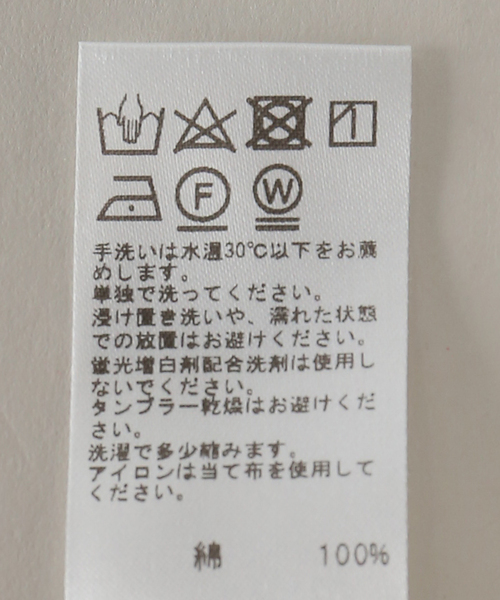 F W
手洗いは水温30℃以下をお薦
めします。
単独で洗ってください。
浸け置き洗いや、濡れた状態
での放置はお避けください。
蛍光増白剤配合洗剤は使用し
ないでください。
タンブラー乾燥はお避けくだ
さい。
洗濯で多少縮みます。
アイロンは当て布を使用して
ください。
綿 100%